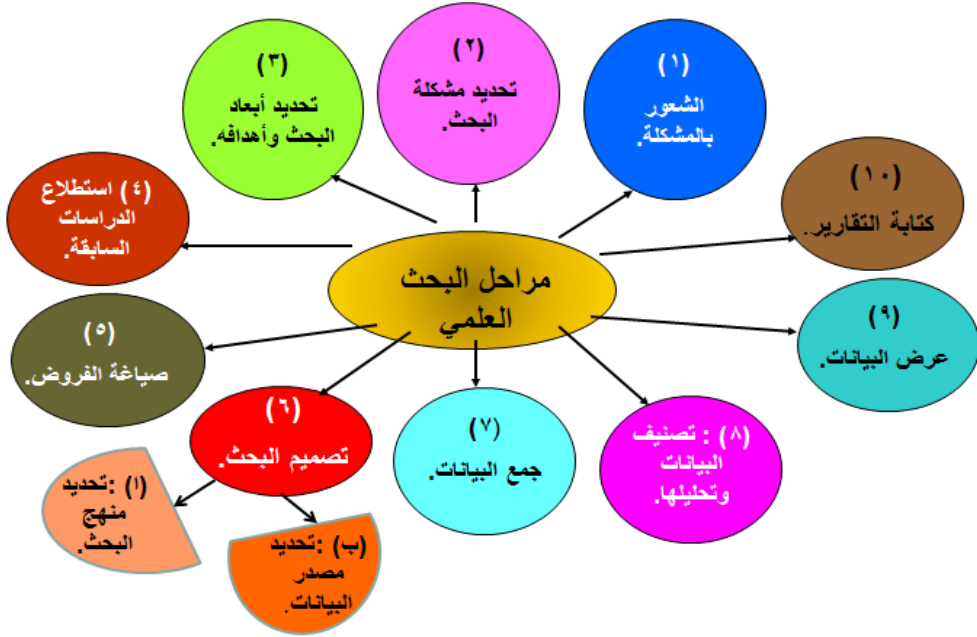 مراحل البحث
العلمي
(١)
الشعور
بالمشكلة.
(٢)
تحديد مشكلة
البحث.
(٣)
تحديد أبعاد
البحث وأهدافه.
(٤) استطلاع
الدراسات
السابقة.
(٥)
صياغة الفروض.
(٦)
تصميم البحث.
(ا) :تحديد
منهج
البحث.
(ب) :تحديد
مصدر
البيانات.
(٧)
جمع البيانات.
(٨) : تصنيف
البيانات
وتحليلها.
(٩)
عرض البيانات.
(١٠)
كتابة التقارير.